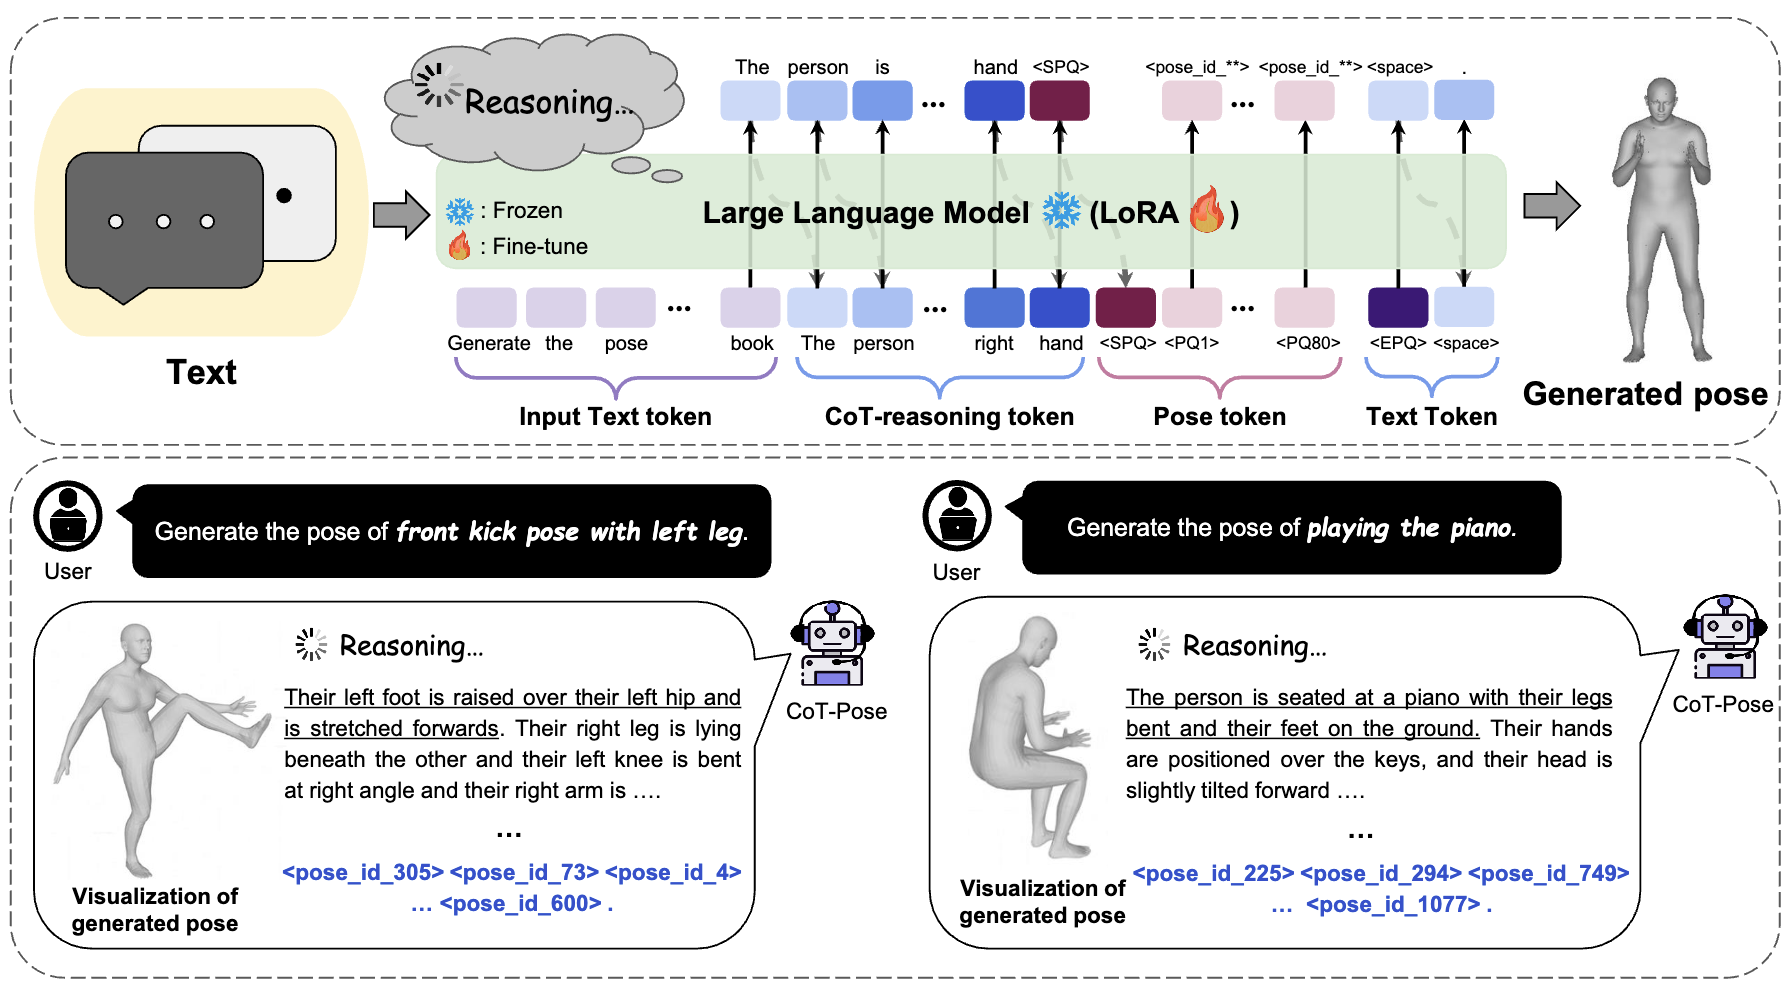 Reasoning...
The person is ... hand <SPQ> <pose_id_**> ... <pose_id_**> <space> .
Text
: Frozen
: Fine-tune
Large Language Model (LoRA )
Generate the pose ... book The person ... right hand <SPQ> <PQ1> ... <PQ80> <EPQ> <space>
Input Text token
CoT-reasoning token
Pose token
Text Token
Generated pose
User
Generate the pose of front kick pose with left leg.
Reasoning...
Their left foot is raised over their left hip and
is stretched forwards. Their right leg is lying
beneath the other and their left knee is bent
at right angle and their right arm is ....
...
<pose_id_305> <pose_id_73> <pose_id_4>
... <pose_id_600> .
Visualization of
generated pose
CoT-Pose
User
Generate the pose of playing the piano.
Reasoning...
The person is seated at a piano with their legs
bent and their feet on the ground. Their hands
are positioned over the keys, and their head is
slightly tilted forward ....
...
<pose_id_225> <pose_id_294> <pose_id_749>
... <pose_id_1077> .
Visualization of
generated pose
CoT-Pose